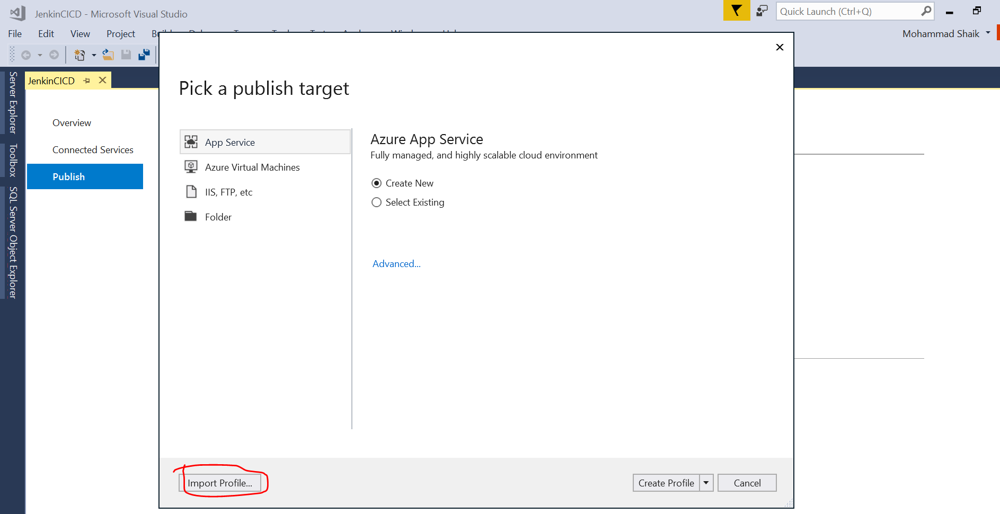 JenkinCICD - Microsoft Visual Studio
Quick Launch (Ctrl+Q)
File Edit View Project
Mohammad Shaik
JenkinCICD
Server Explorer
Toolbox
SQL Server Object Explorer
Overview
Connected Services
Publish
Pick a publish target
App Service
Azure Virtual Machines
IIS, FTP, etc
Folder
Azure App Service
Fully managed, and highly scalable cloud environment
Create New
Select Existing
Advanced...
Import Profile...
Create Profile
Cancel